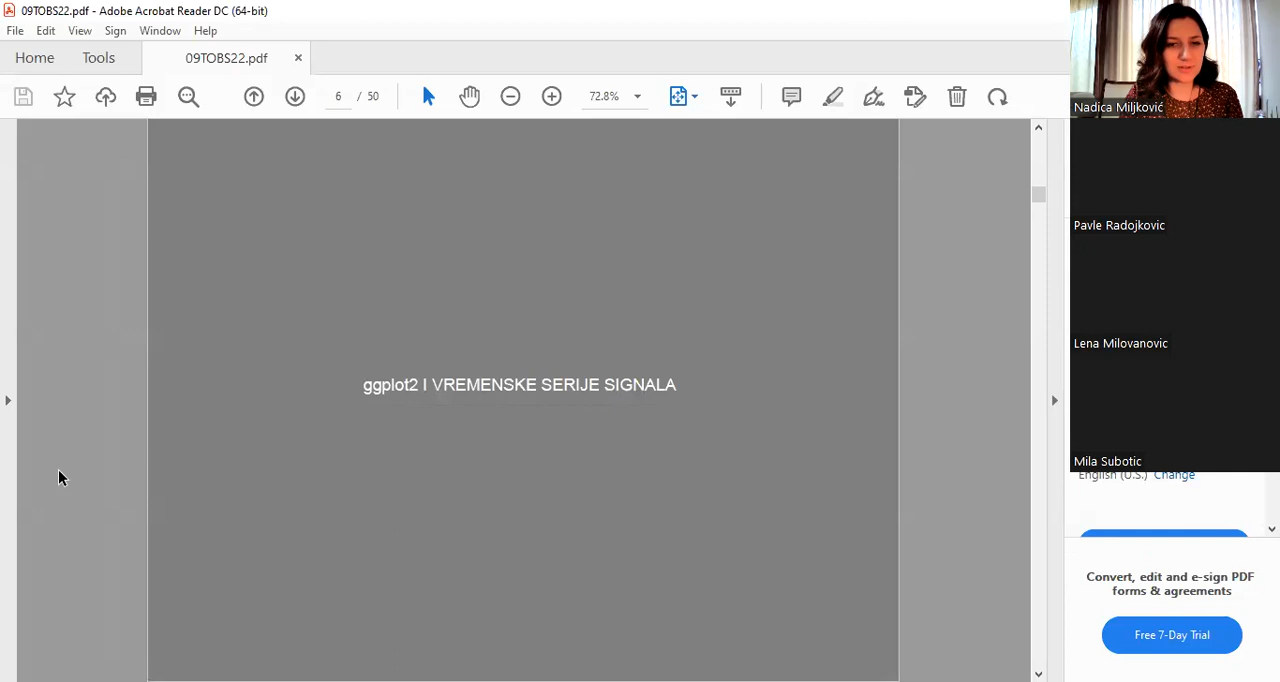 09TOBS22.pdf - Adobe Acrobat Reader DC (64-bit)
File Edit View Sign Window Help
Home Tools 09TOBS22.pdf ×
6 / 50 72.8%
ggplot2 I VREMENSKE SERIJE SIGNALA
Nadica Miljković
Pavle Radojkovic
Lena Milovanovic
Mila Subotic
English (U.S.) Change
Convert, edit and e-sign PDF
forms & agreements
Free 7-Day Trial